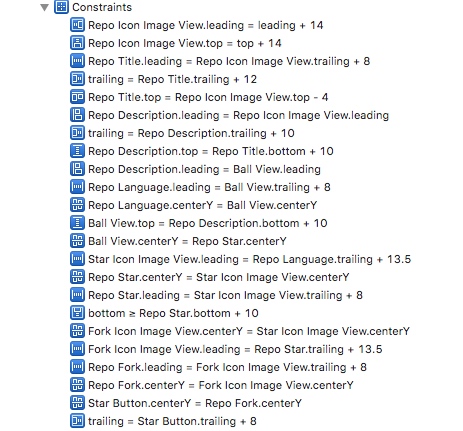 Constraints
Repo Icon Image View.leading = leading + 14
Repo Icon Image View.top = top + 14
Repo Title.leading = Repo Icon Image View.trailing + 8
trailing = Repo Title.trailing + 12
Repo Title.top = Repo Icon Image View.top - 4
Repo Description.leading = Repo Icon Image View.leading
trailing = Repo Description.trailing + 10
Repo Description.top = Repo Title.bottom + 10
Repo Description.leading = Ball View.leading
Repo Language.leading = Ball View.trailing + 8
Repo Language.centerY = Ball View.centerY
Ball View.top = Repo Description.bottom + 10
Ball View.centerY = Repo Star.centerY
Star Icon Image View.leading = Repo Language.trailing + 13.5
Repo Star.centerY = Star Icon Image View.centerY
Repo Star.leading = Star Icon Image View.trailing + 8
bottom ≥ Repo Star.bottom + 10
Fork Icon Image View.centerY = Star Icon Image View.centerY
Fork Icon Image View.leading = Repo Star.trailing + 13.5
Repo Fork.leading = Fork Icon Image View.trailing + 8
Repo Fork.centerY = Fork Icon Image View.centerY
Star Button.centerY = Repo Fork.centerY
trailing = Star Button.trailing + 8